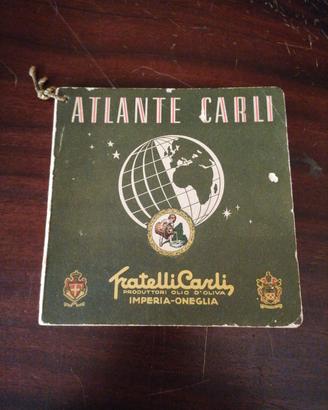 ATLANTE CARLI
Fratelli Carli
PRODUTTORI OLIO D'OLIVA
IMPERIA-ONEGLIA